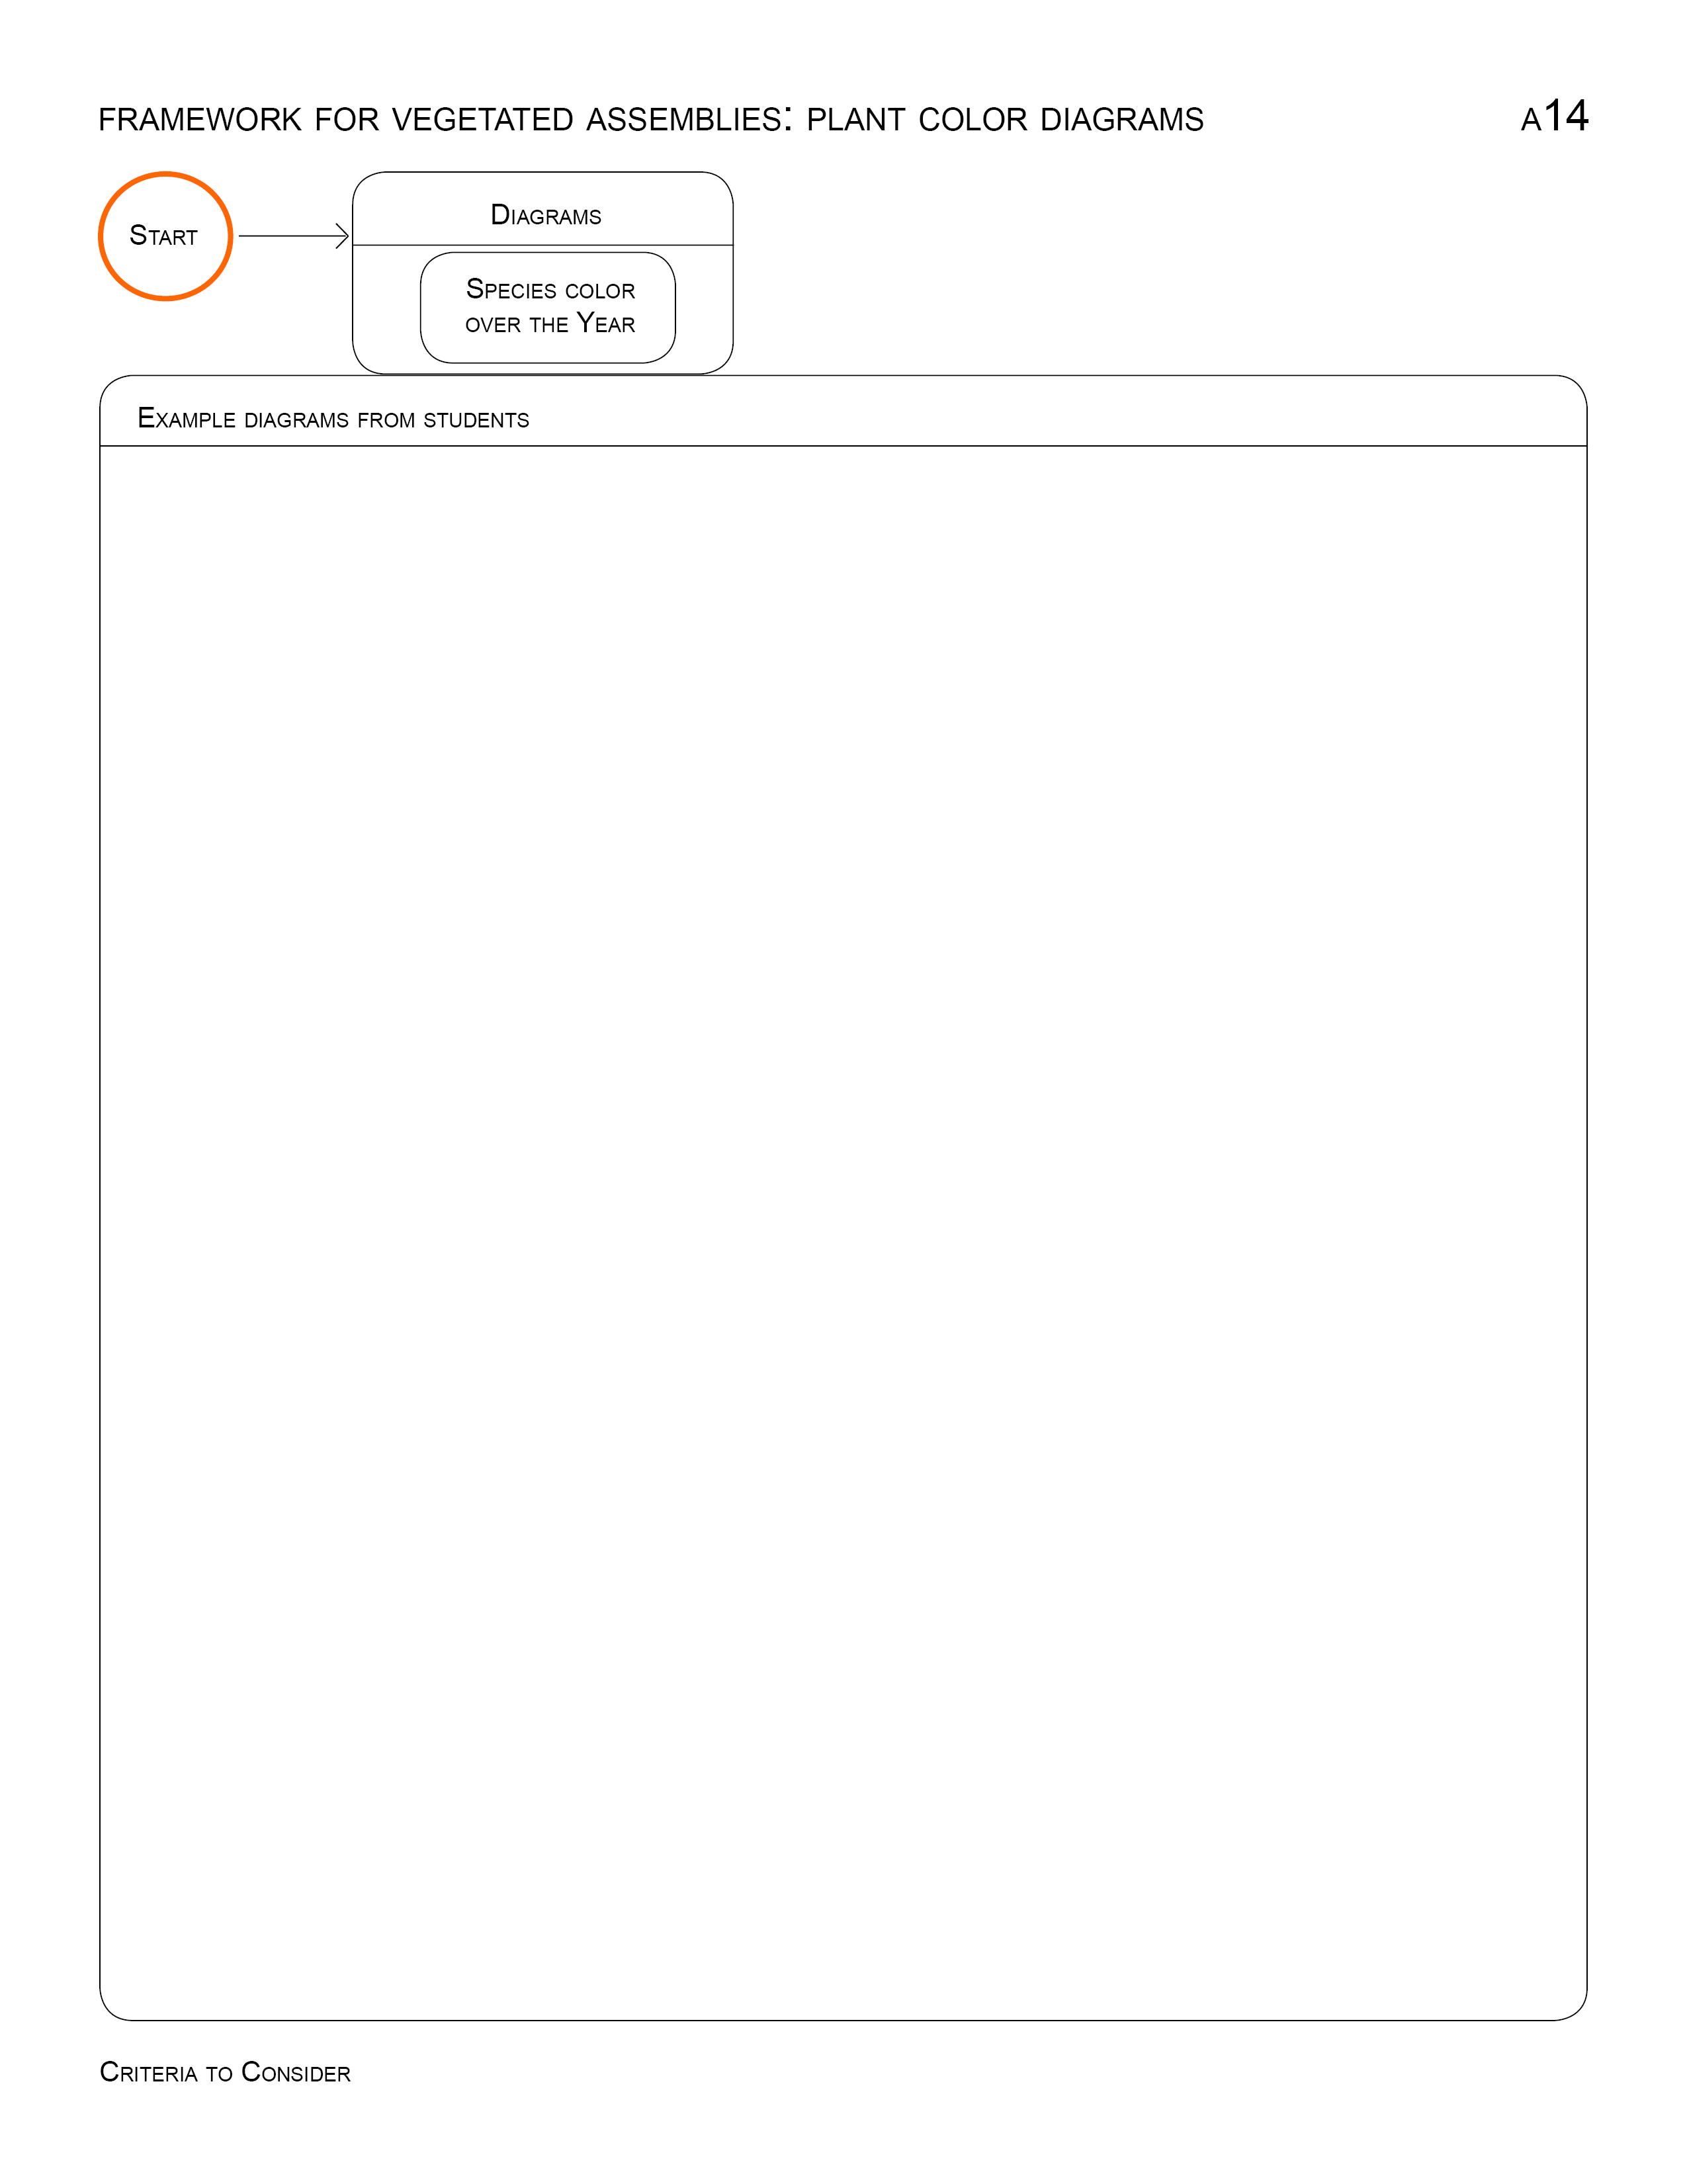 FRAMEWORK FOR VEGETATED ASSEMBLIES: PLANT COLOR DIAGRAMS A14
START
DIAGRAMS
SPECIES COLOR
OVER THE YEAR
EXAMPLE DIAGRAMS FROM STUDENTS
CRITERIA TO CONSIDER